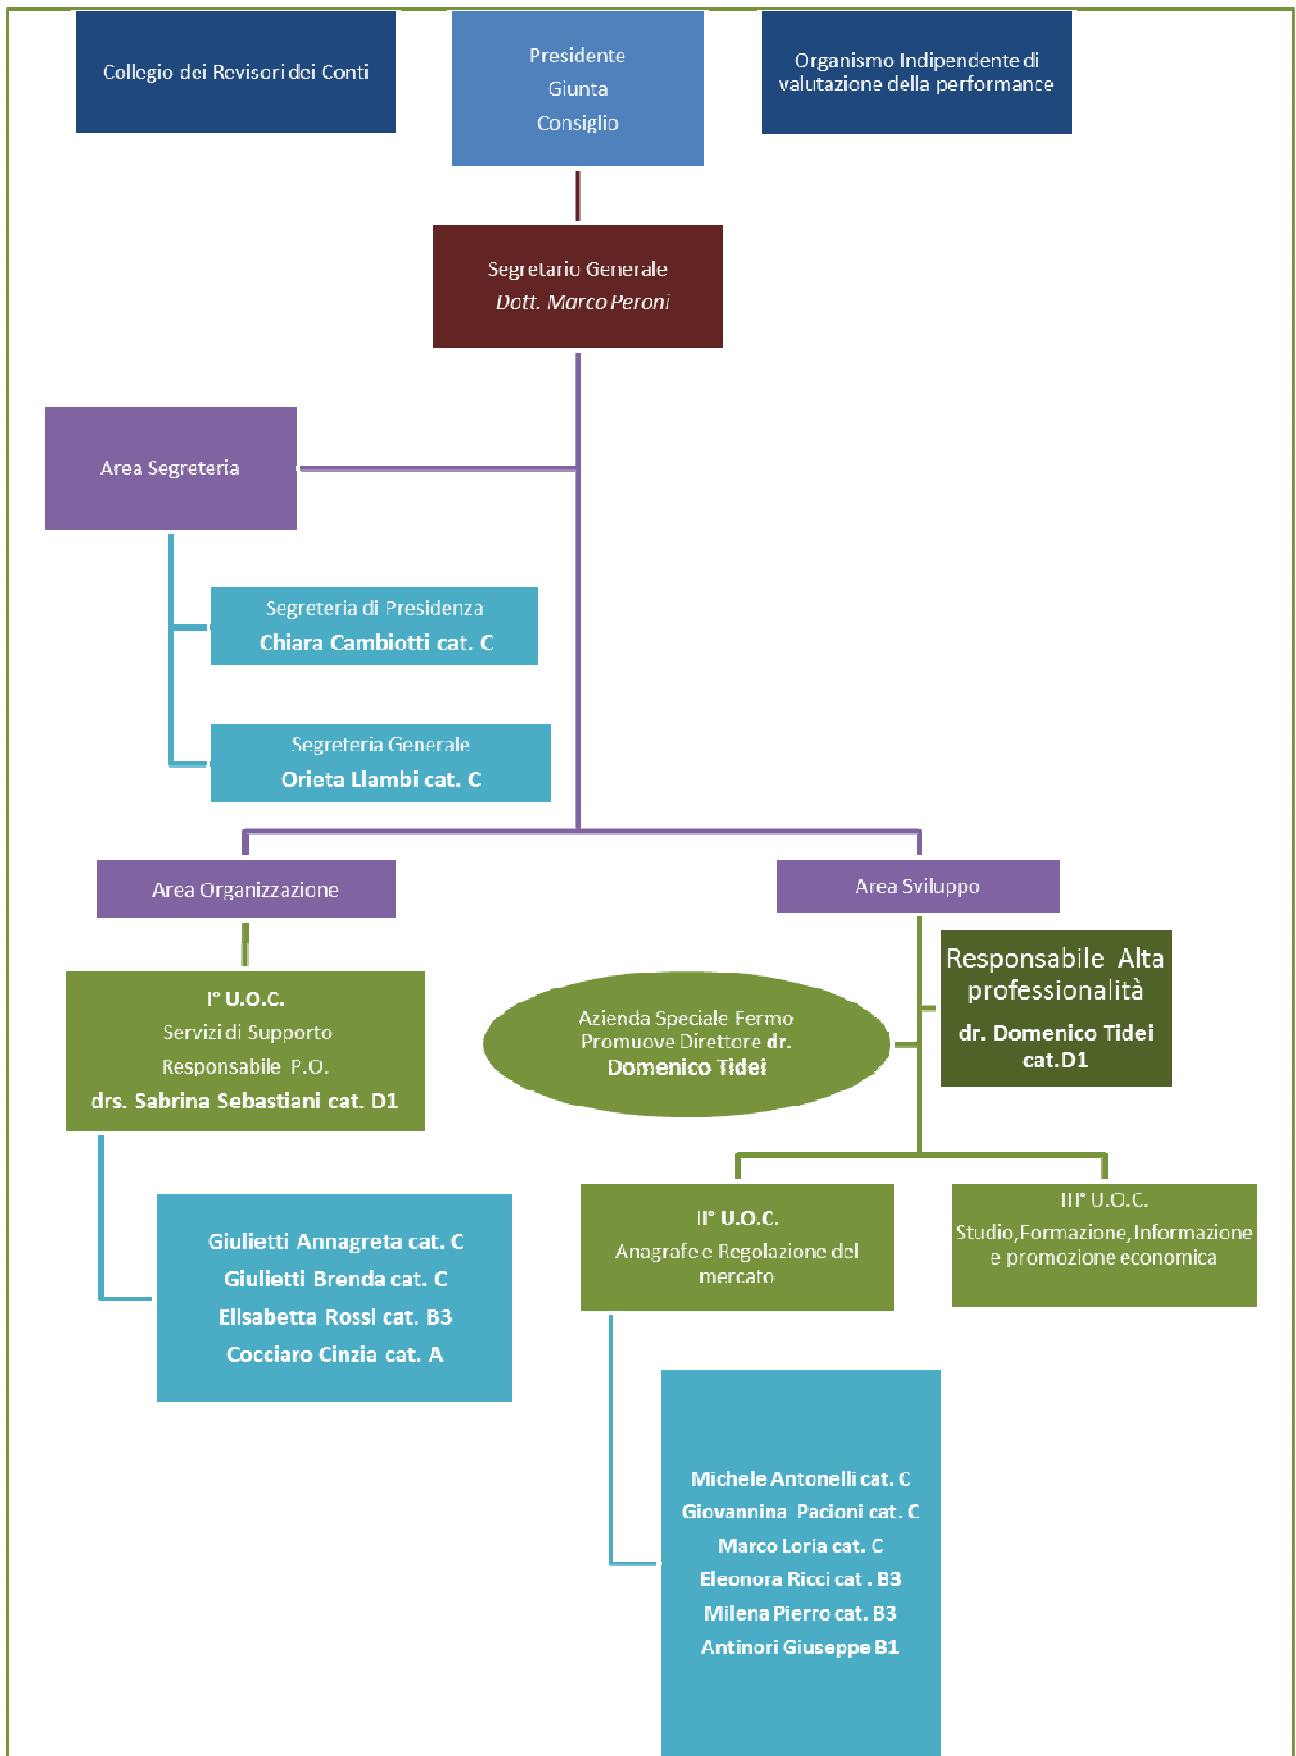 Collegio dei Revisori dei Conti
Presidente
Giunta
Consiglio
Organismo Indipendente di
valutazione della performance
Segretario Generale
Dott. Marco Peroni
Area Segreteria
Segreteria di Presidenza
Chiara Cambiotti cat. C
Segreteria Generale
Orieta Llambi cat. C
Area Organizzazione
Area Sviluppo
I° U.O.C.
Servizi di Supporto
Responsabile P.O.
drs. Sabrina Sebastiani cat. D1
Azienda Speciale Fermo
Promuove Direttore dr.
Domenico Tidei
Responsabile Alta
professionalità
dr. Domenico Tidei
cat.D1
Giulietti Annagreta cat. C
Giulietti Brenda cat. C
Elisabetta Rossi cat. B3
Cocciaro Cinzia cat. A
II° U.O.C.
Anagrafe e Regolazione del
mercato
III° U.O.C.
Studio,Formazione,Informazione
e promozione economica
Michele Antonelli cat. C
Giovannina Pacioni cat. C
Marco Loria cat. C
Eleonora Ricci cat . B3
Milena Pierro cat. B3
Antinori Giuseppe B1